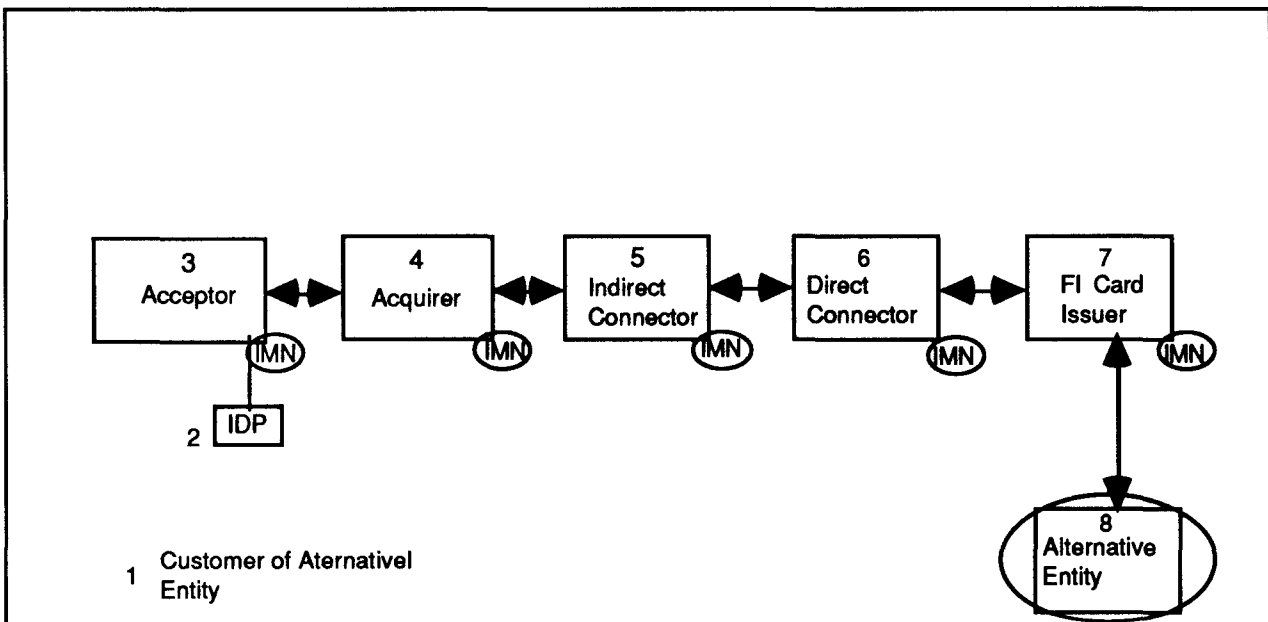 3
Acceptor
4
Acquirer
5
Indirect
Connector
6
Direct
Connector
7
FI Card
Issuer
IMN
IMN
IMN
IMN
IMN
2
IDP
8
Alternative
Entity
1
Customer of Aternativel
Entity